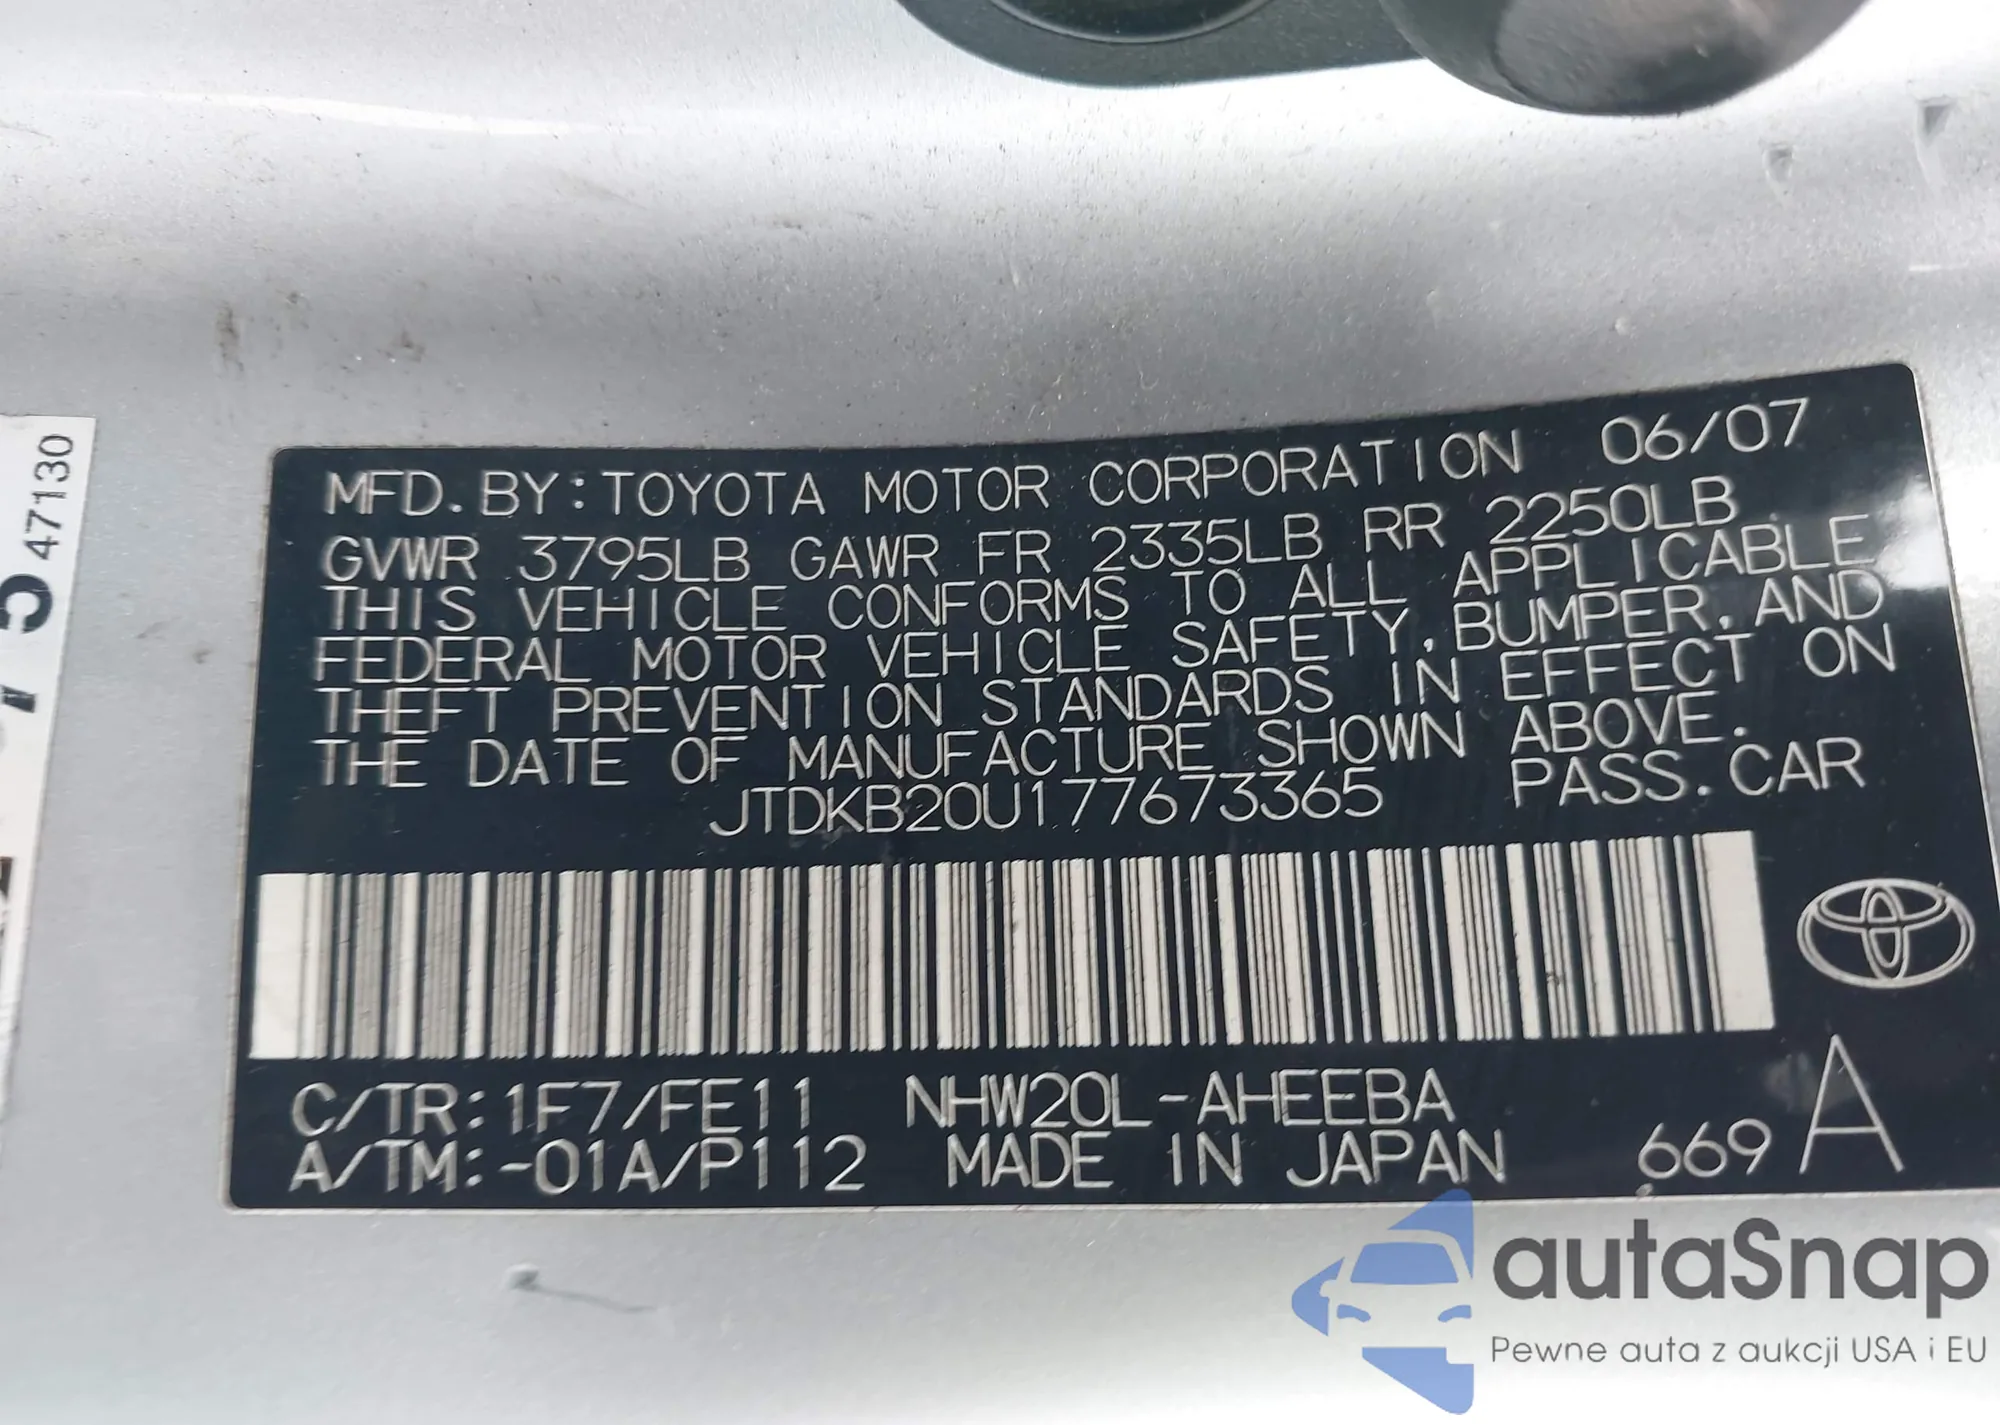 MFD. BY: TOYOTA MOTOR CORPORATION 06/07
GVWR 3795LB GAWR FR 2335LB RR 2250LB
THIS VEHICLE CONFORMS TO ALL APPLICABLE
FEDERAL MOTOR VEHICLE SAFETY, BUMPER, AND
THEFT PREVENTION STANDARDS IN EFFECT ON
THE DATE OF MANUFACTURE SHOWN ABOVE.
JTDKB20U177673365 PASS. CAR
C/TR: 1F7/FE11 NHW20L-AHEEBA
A/TM: -01A/P112 MADE IN JAPAN 669 A
47130
5
autaSnap
Pewne auta z aukcji USA i EU